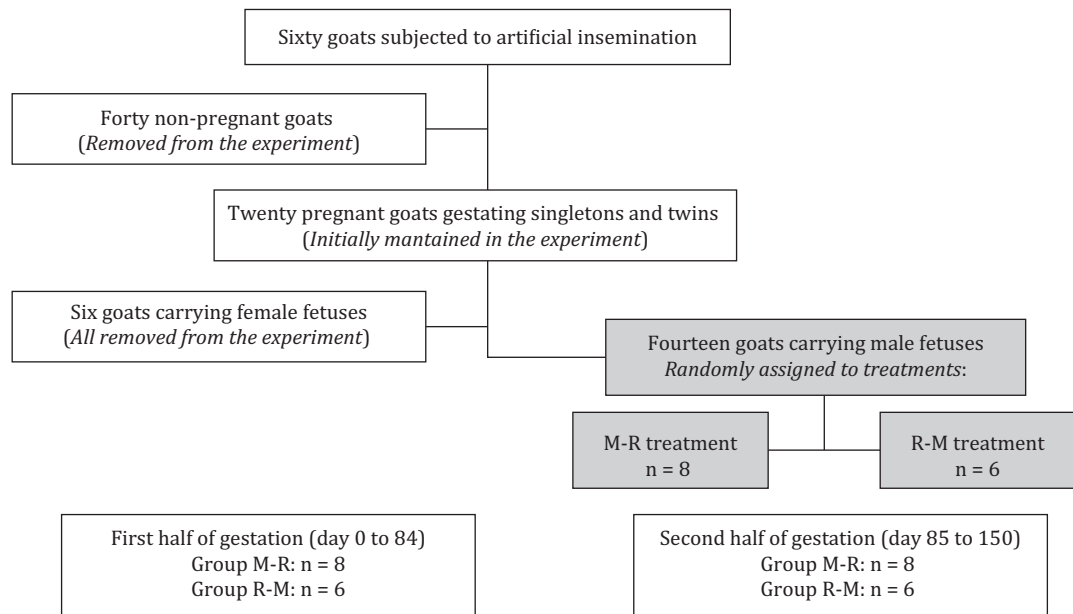 Sixty goats subjected to artificial insemination
Forty non-pregnant goats
(Removed from the experiment)
Twenty pregnant goats gestating singletons and twins
(Initially mantained in the experiment)
Six goats carrying female fetuses
(All removed from the experiment)
Fourteen goats carrying male fetuses
Randomly assigned to treatments:
M-R treatment
n = 8
R-M treatment
n = 6
First half of gestation (day 0 to 84)
Group M-R: n = 8
Group R-M: n = 6
Second half of gestation (day 85 to 150)
Group M-R: n = 8
Group R-M: n = 6